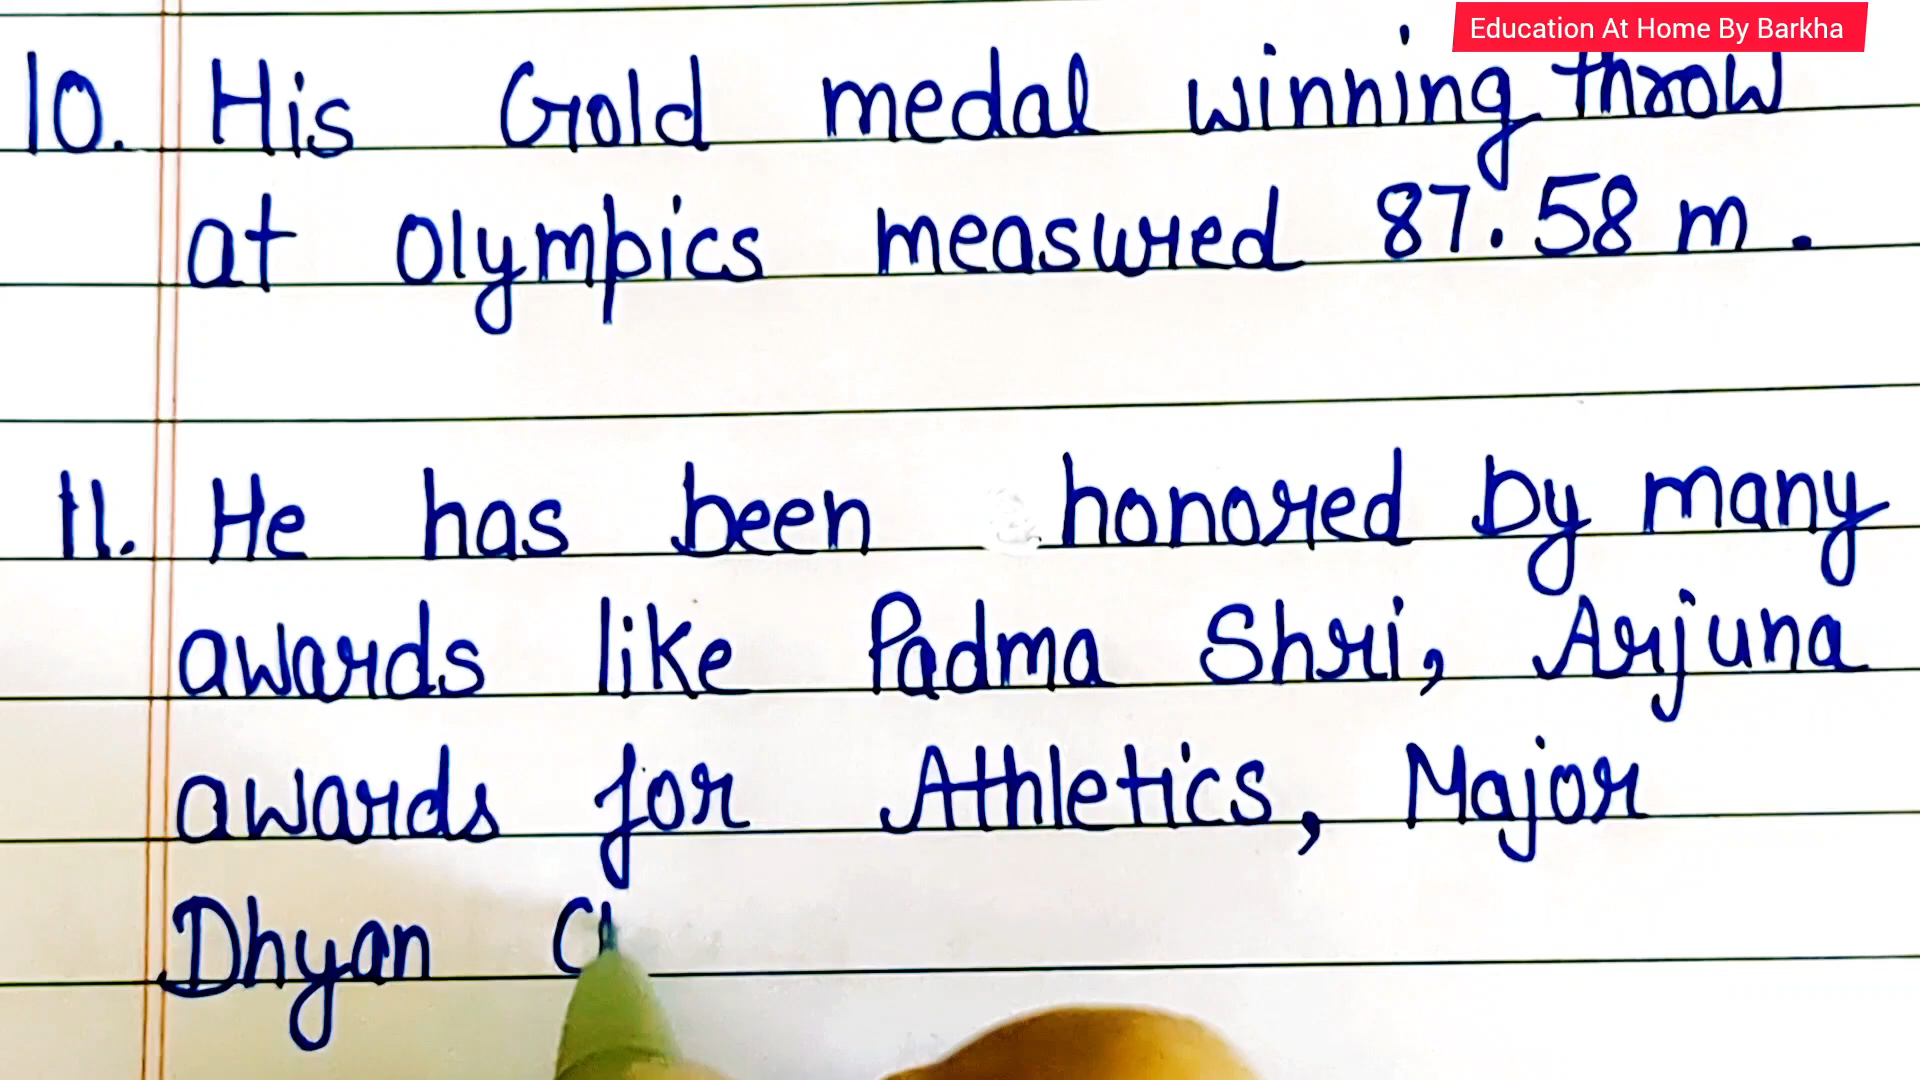 Education At Home By Barkha
10. His Gold medal winning throw
at olympics measured 87.58 m.
11. He has been honored by many
awards like Padma Shri, Arjuna
awards for Athletics, Major
Dhyan